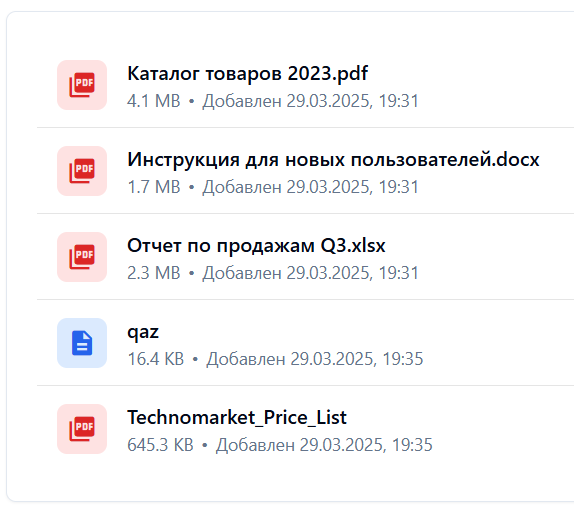 PDF
Каталог товаров 2023.pdf
4.1 MB • Добавлен 29.03.2025, 19:31
PDF
Инструкция для новых пользователей.docx
1.7 MB • Добавлен 29.03.2025, 19:31
PDF
Отчет по продажам Q3.xlsx
2.3 MB • Добавлен 29.03.2025, 19:31
qaz
16.4 KB • Добавлен 29.03.2025, 19:35
PDF
Technomarket_Price_List
645.3 KB • Добавлен 29.03.2025, 19:35